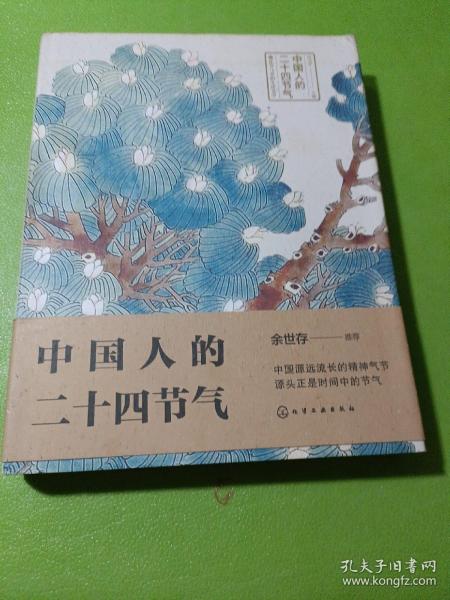 中国人的
二十四节气
余世存——推荐
中国源远流长的精神气节
源头正是时间中的节气
化学工业出版社
中国人的
二十四节气
孔夫子旧书网
www.kongfz.com